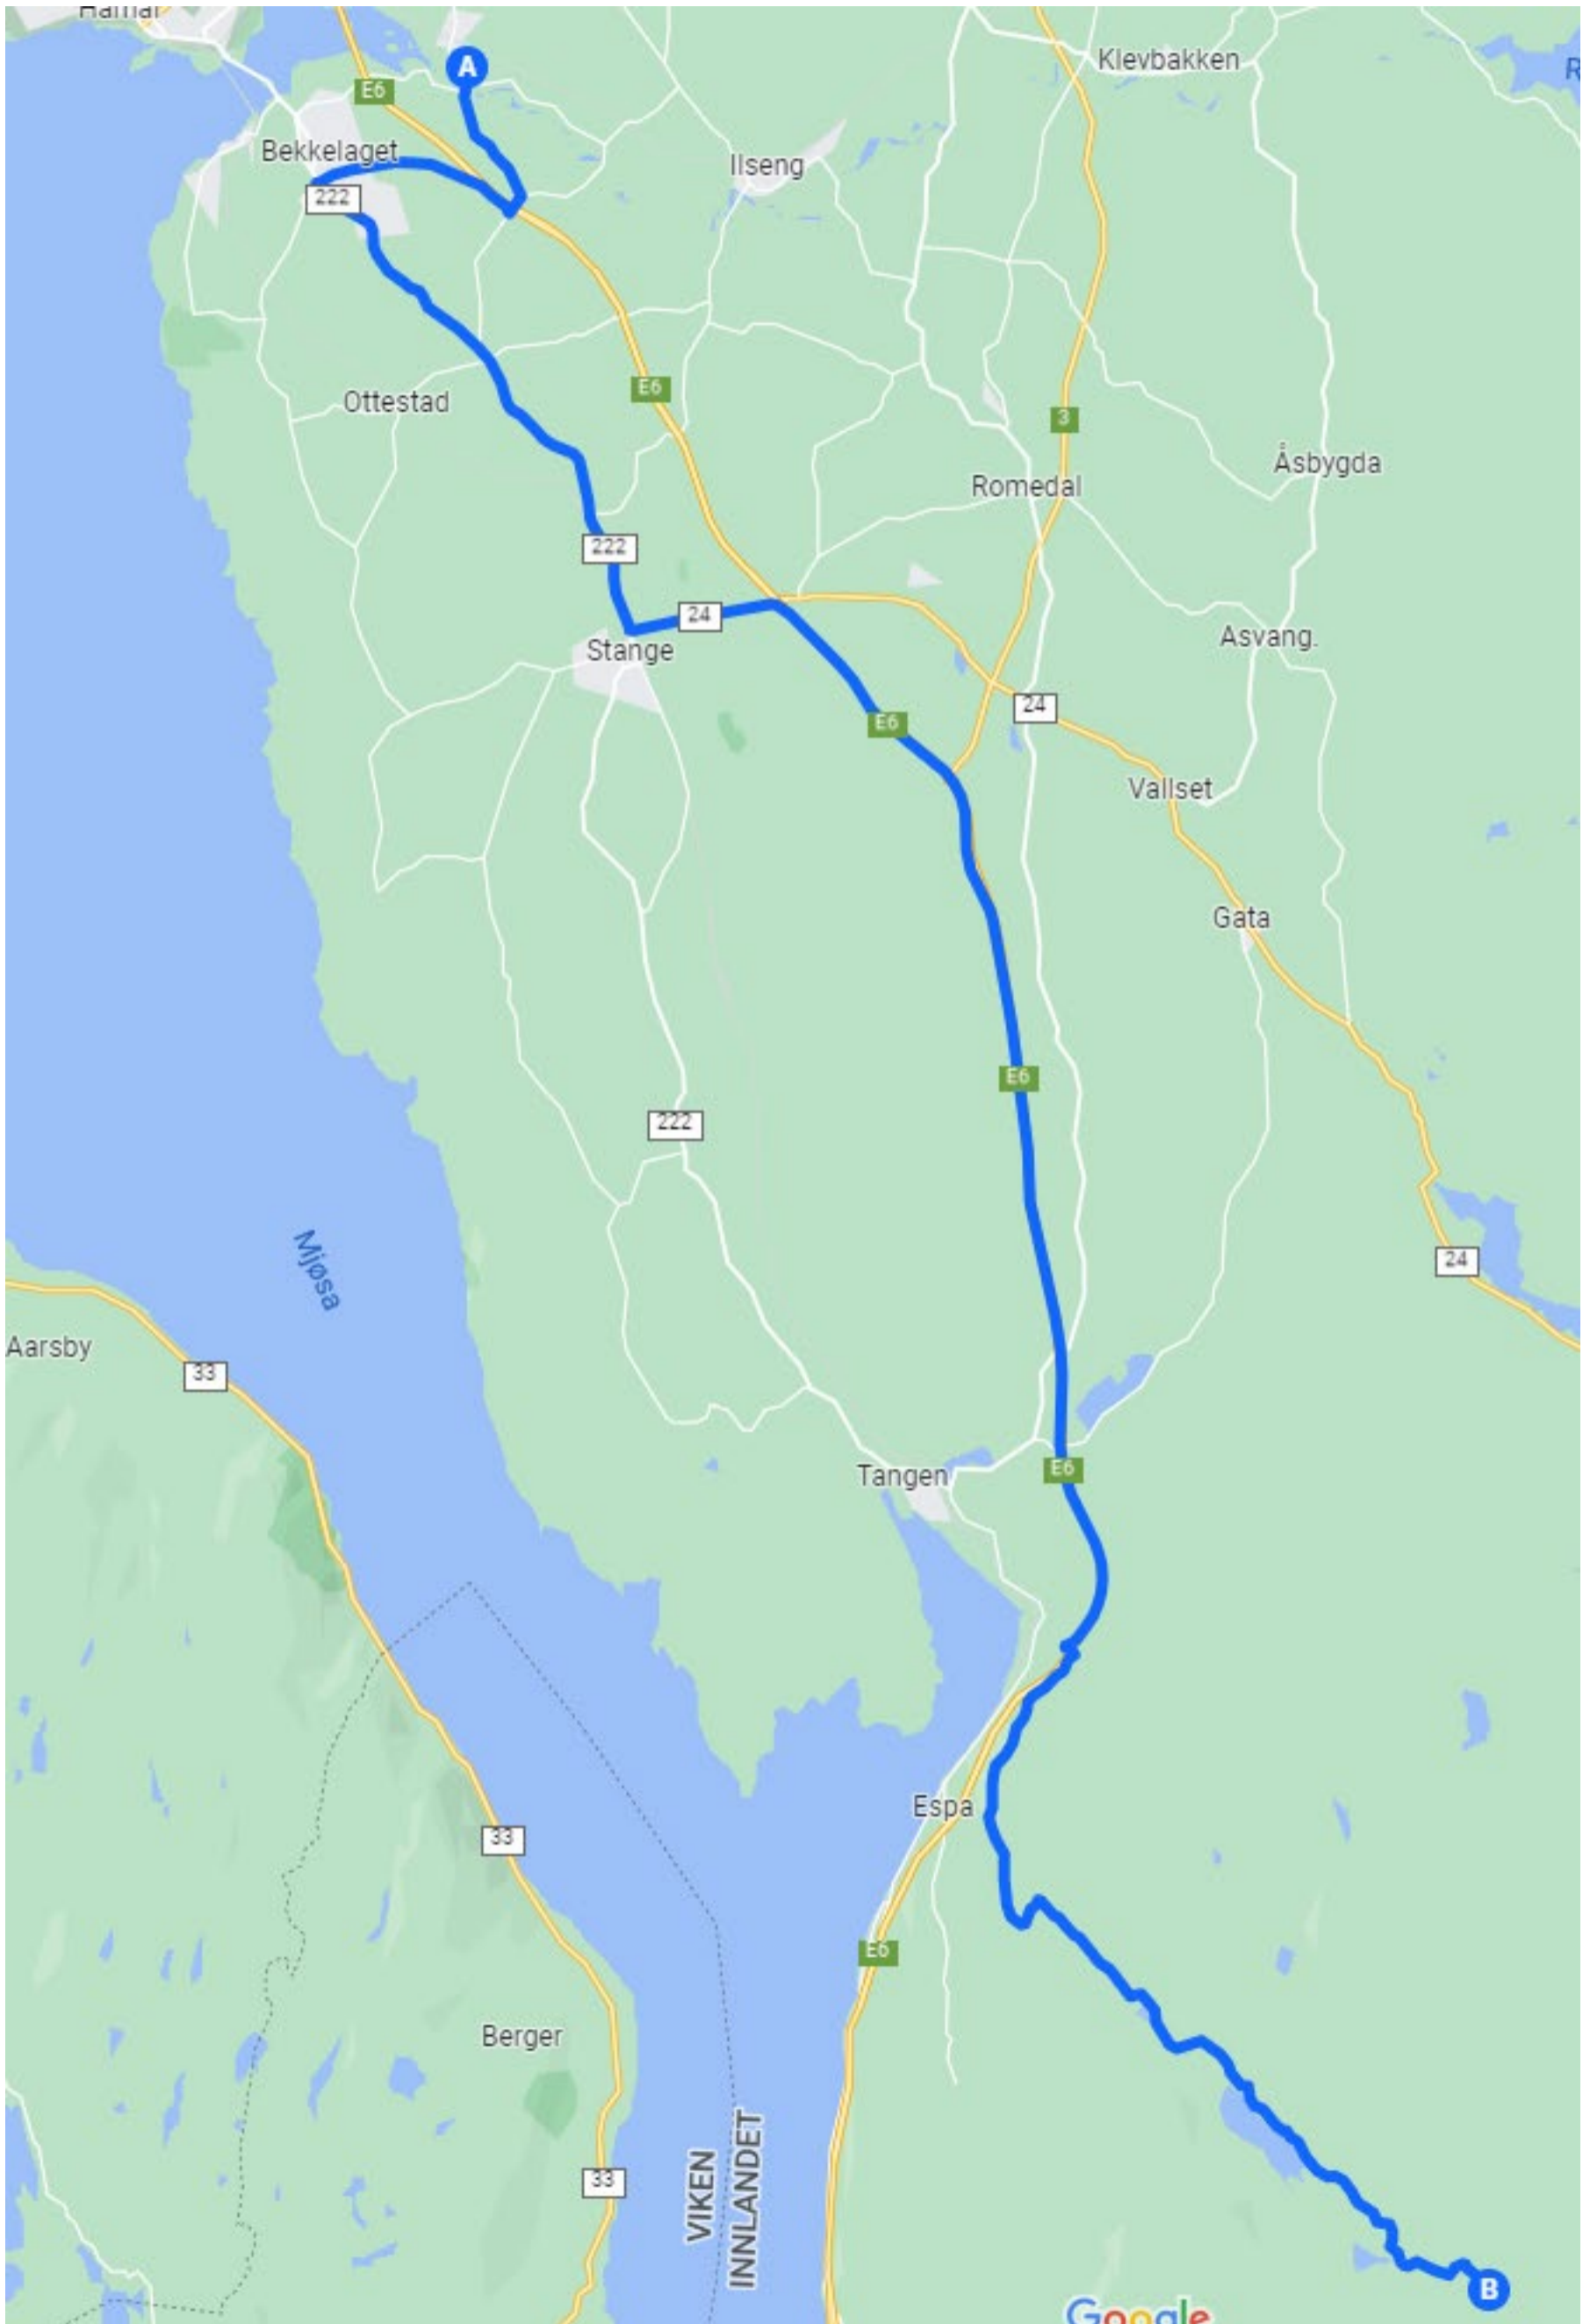 Hamar
Klevbakken
R
A
E6
Bekkelaget
Ilseng
222
E6
Ottestad
3
Åsbygda
Romedal
222
24
Asvang.
Stange
24
E6
Vallset
Gata
E6
222
Mjøsa
24
Aarsby
33
Tangen
E6
Espa
33
E6
Berger
VIKEN
INNLANDET
33
B
Google